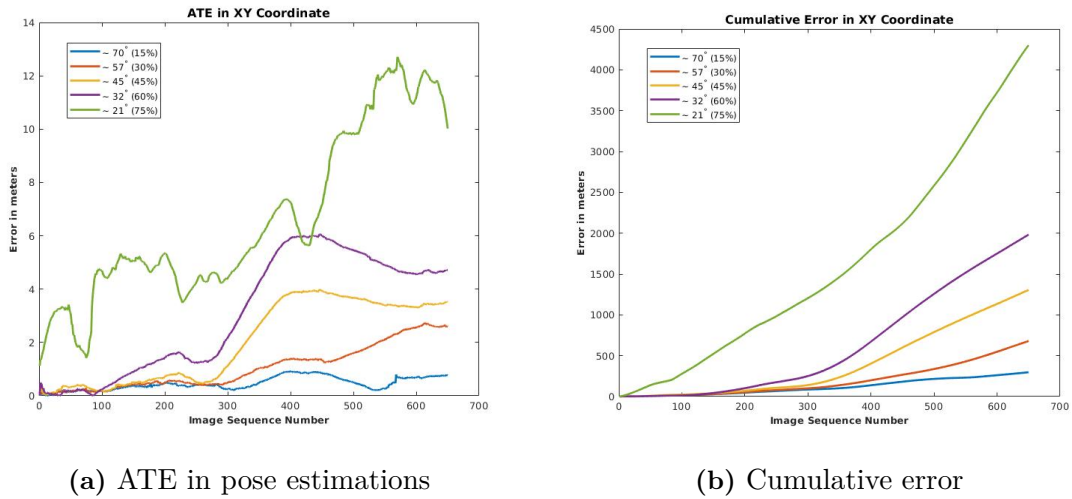 ATE in XY Coordinate
14
12
10
8
6
4
2
0
Error in meters
~ 70° (15%)
~ 57° (30%)
~ 45° (45%)
~ 32° (60%)
~ 21° (75%)
0 100 200 300 400 500 600 700
Image Sequence Number
(a) ATE in pose estimations
Cumulative Error in XY Coordinate
4500
4000
3500
3000
2500
2000
1500
1000
500
0
Error in meters
~ 70° (15%)
~ 57° (30%)
~ 45° (45%)
~ 32° (60%)
~ 21° (75%)
0 100 200 300 400 500 600 700
Image Sequence Number
(b) Cumulative error